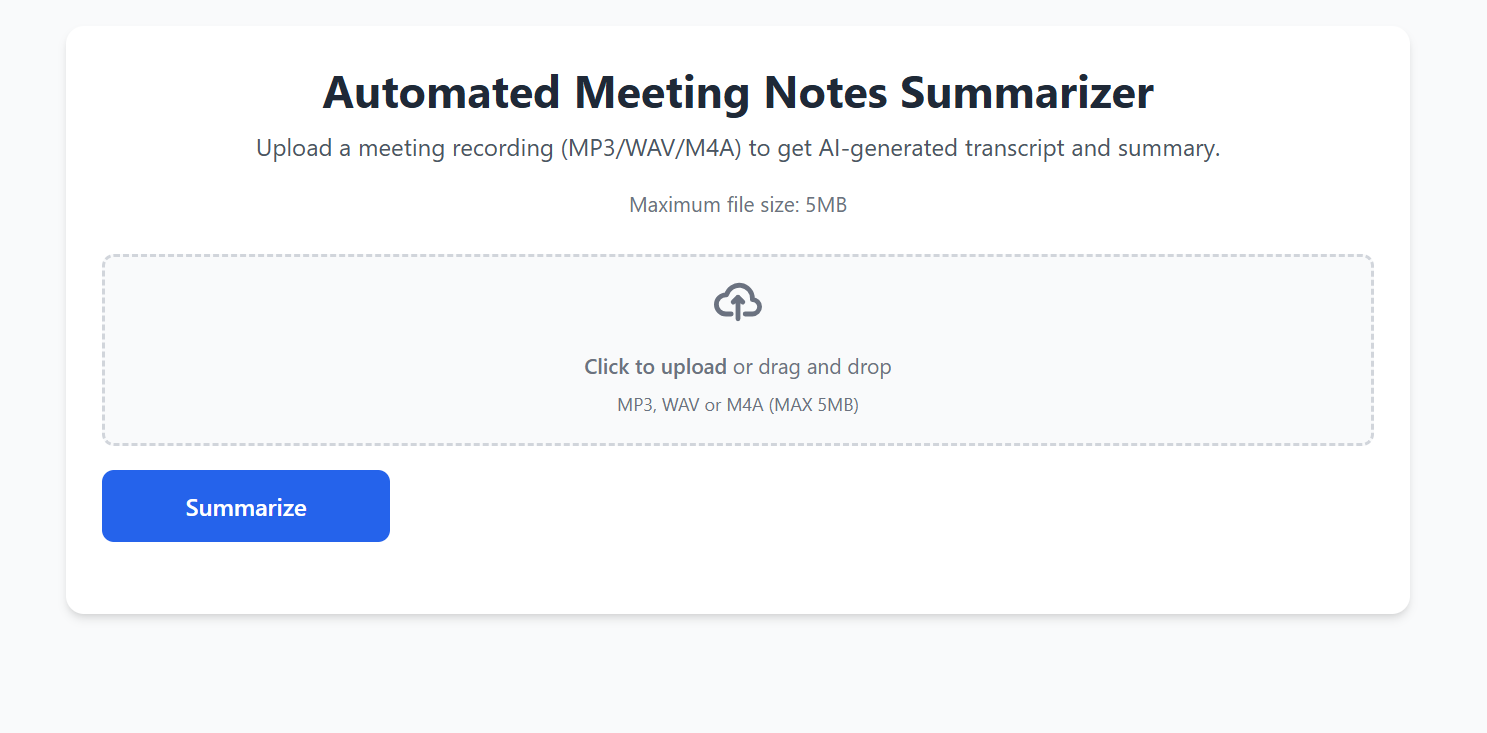 Automated Meeting Notes Summarizer
Upload a meeting recording (MP3/WAV/M4A) to get AI-generated transcript and summary.
Maximum file size: 5MB
Click to upload or drag and drop
MP3, WAV or M4A (MAX 5MB)
Summarize